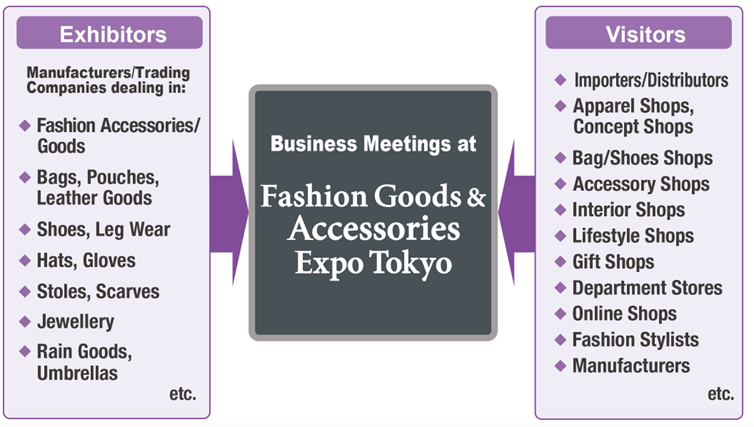 Exhibitors
Manufacturers/Trading
Companies dealing in:
Fashion Accessories/
Goods
Bags, Pouches,
Leather Goods
Shoes, Leg Wear
Hats, Gloves
Stoles, Scarves
Jewellery
Rain Goods,
Umbrellas
etc.
Business Meetings at
Fashion Goods &
Accessories
Expo Tokyo
Visitors
Importers/Distributors
Apparel Shops,
Concept Shops
Bag/Shoes Shops
Accessory Shops
Interior Shops
Lifestyle Shops
Gift Shops
Department Stores
Online Shops
Fashion Stylists
Manufacturers
etc.